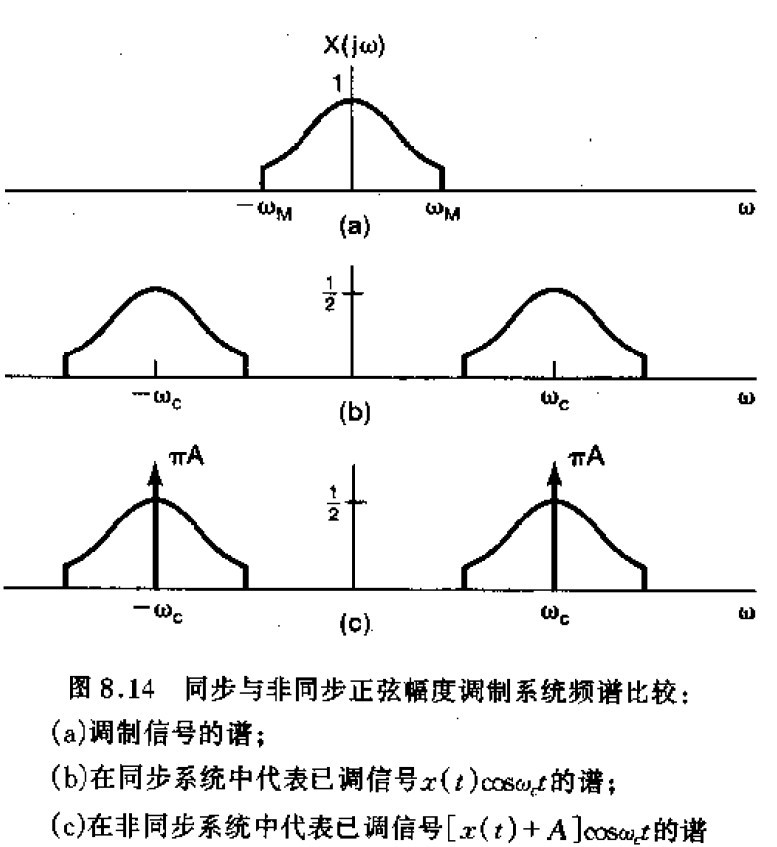 X(jω)
1
−ω_M ω_M ω
(a)
1/2
−ω_c ω_c ω
(b)
πA πA
1/2
−ω_c ω_c ω
(c)
图 8.14 同步与非同步正弦幅度调制系统频谱比较:
(a)调制信号的谱;
(b)在同步系统中代表已调信号x(t)cosω_ct的谱;
(c)在非同步系统中代表已调信号[x(t)+A]cosω_ct的谱